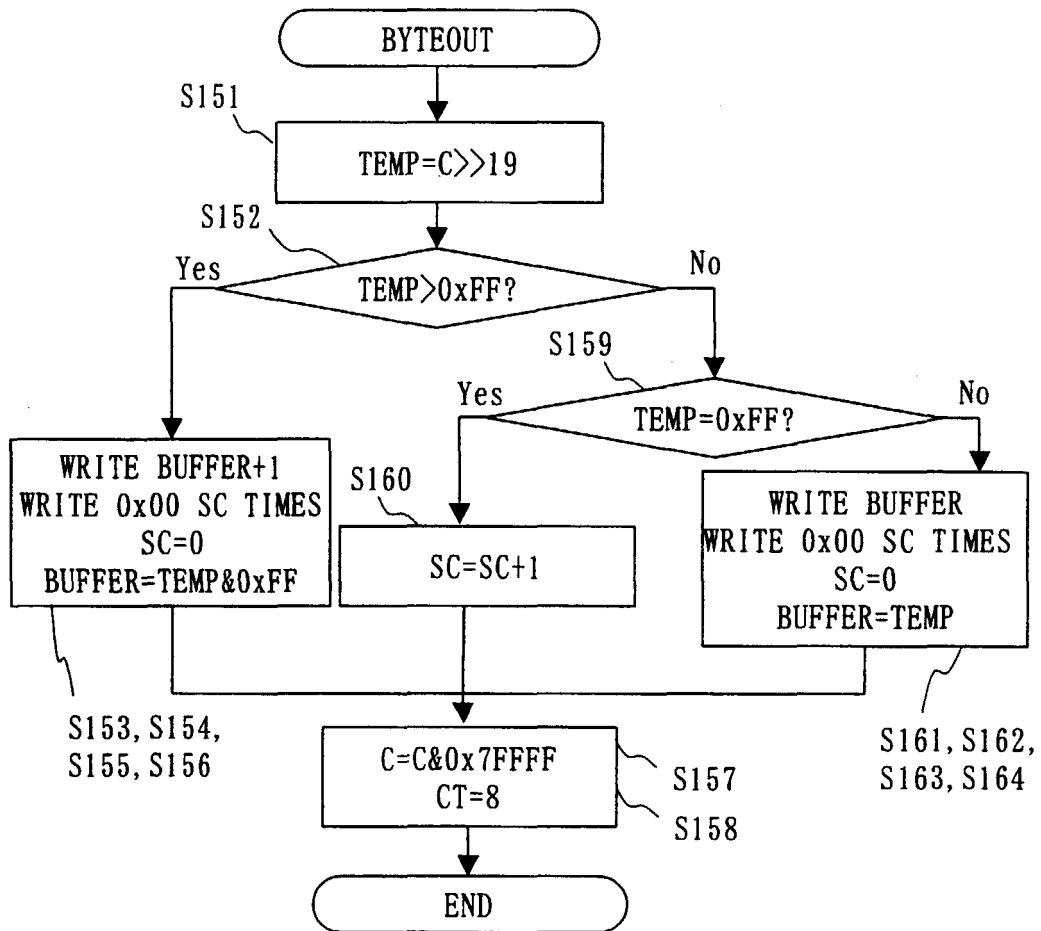 BYTEOUT
S151
TEMP=C>>19
S152
Yes
TEMP>0xFF?
No
S159
Yes
TEMP=0xFF?
No
WRITE BUFFER+1
WRITE 0x00 SC TIMES
SC=0
BUFFER=TEMP&0xFF
S160
SC=SC+1
WRITE BUFFER
WRITE 0x00 SC TIMES
SC=0
BUFFER=TEMP
S153, S154,
S155, S156
C=C&0x7FFFF
CT=8
S157
S158
S161, S162,
S163, S164
END